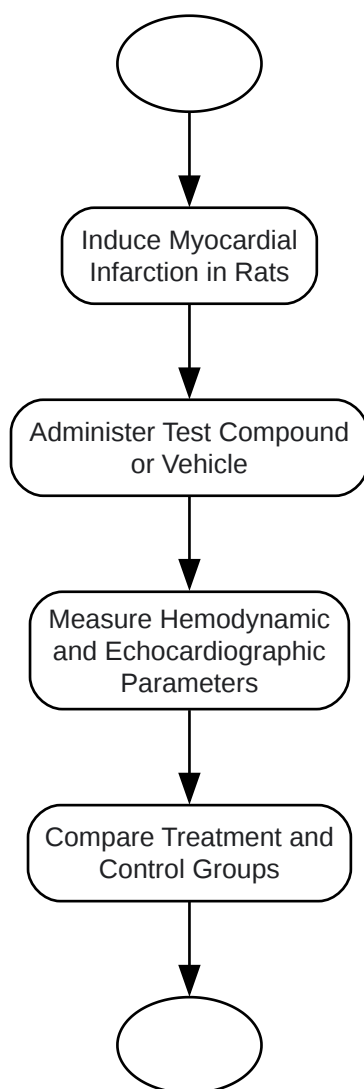 Induce Myocardial
Infarction in Rats
Administer Test Compound
or Vehicle
Measure Hemodynamic
and Echocardiographic
Parameters
Compare Treatment and
Control Groups